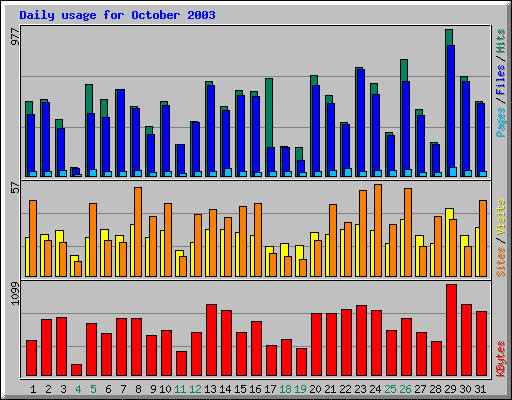 Daily usage for October 2003
977
Pages / Files / Hits
57
Sites / Visits
1099
KBytes
1 2 3 4 5 6 7 8 9 10 11 12 13 14 15 16 17 18 19 20 21 22 23 24 25 26 27 28 29 30 31